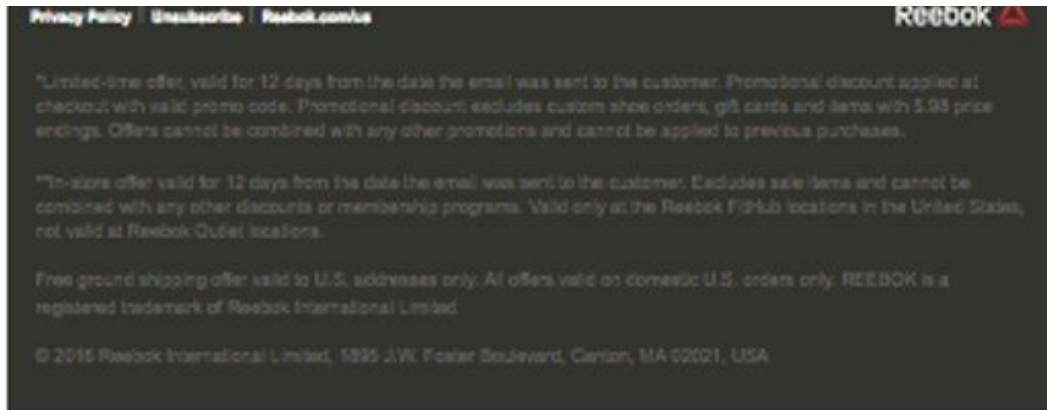 Privacy Policy | Unsubscribe | Reebok.com/us
Reebok
*Limited-time offer, valid for 12 days from the date the email was sent to the customer. Promotional discount applied at
checkout with valid promo code. Promotional discount excludes custom shoe orders, gift cards and items with $.98 price
endings. Offers cannot be combined with any other promotions and cannot be applied to previous purchases.
**In-store offer valid for 12 days from the date the email was sent to the customer. Excludes sale items and cannot be
combined with any other discounts or membership programs. Valid only at the Reebok FitHub locations in the United States,
not valid at Reebok Outlet locations.
Free ground shipping offer valid to U.S. addresses only. All offers valid on domestic U.S. orders only. REEBOK is a
registered trademark of Reebok International Limited
© 2015 Reebok International Limited, 1895 J.W. Foster Boulevard, Canton, MA 02021, USA